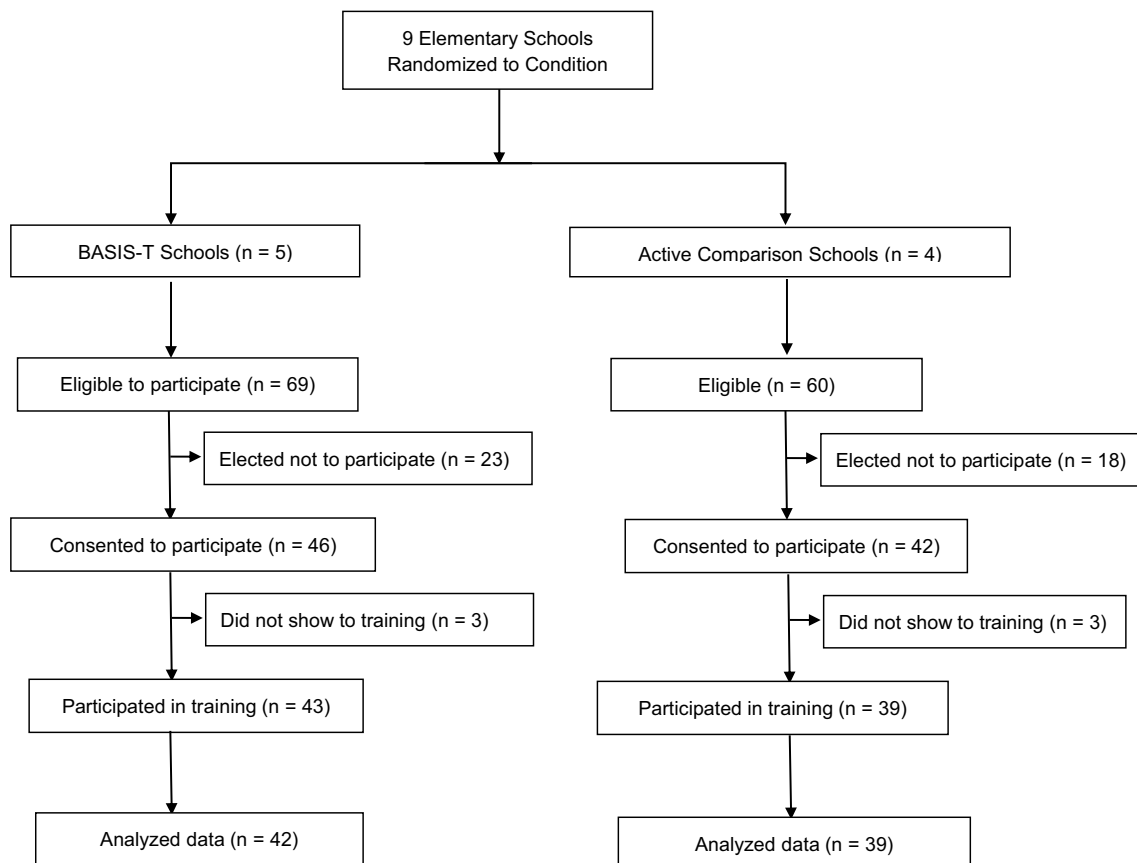 9 Elementary Schools
Randomized to Condition
BASIS-T Schools (n = 5)
Active Comparison Schools (n = 4)
Eligible to participate (n = 69)
Eligible (n = 60)
Elected not to participate (n = 23)
Elected not to participate (n = 18)
Consented to participate (n = 46)
Consented to participate (n = 42)
Did not show to training (n = 3)
Did not show to training (n = 3)
Participated in training (n = 43)
Participated in training (n = 39)
Analyzed data (n = 42)
Analyzed data (n = 39)